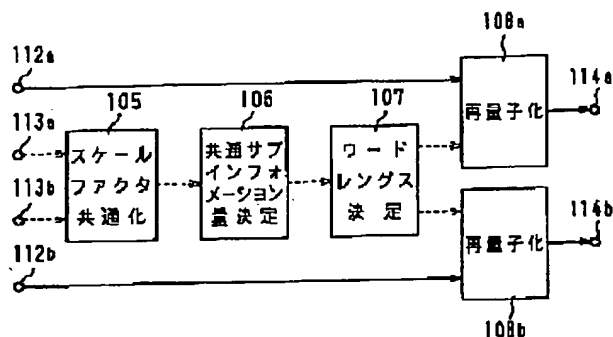 108a
112a
114a
105
106
107
113a
スケール
ファクタ
共通化
共通サブ
インフォ
メーション
量決定
ワード
レングス
決定
再量子化
113b
112b
再量子化
114b
108b